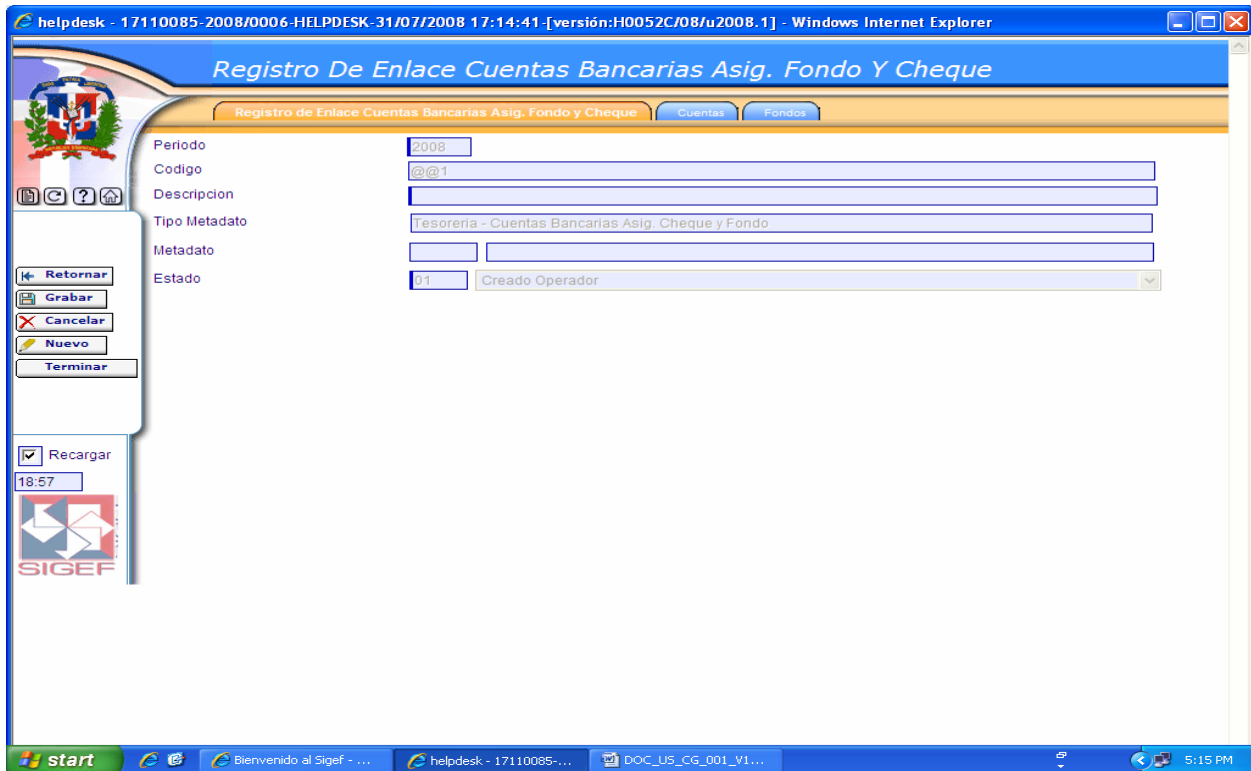 helpdesk - 17110085-2008/0006-HELPDESK-31/07/2008 17:14:41-[versión:H0052C/08/u2008.1] - Windows Internet Explorer
Registro De Enlace Cuentas Bancarias Asig. Fondo Y Cheque
Registro de Enlace Cuentas Bancarias Asig. Fondo y Cheque Cuentas Fondos
Periodo 2008
Codigo @@1
Descripcion
Tipo Metadato Tesoreria - Cuentas Bancarias Asig. Cheque y Fondo
Metadato
Estado 01 Creado Operador
Retornar
Grabar
Cancelar
Nuevo
Terminar
Recargar
18:57
SIGEF
start Bienvenido al Sigef - ... helpdesk - 17110085-... DOC_US_CG_001_V1... 5:15 PM